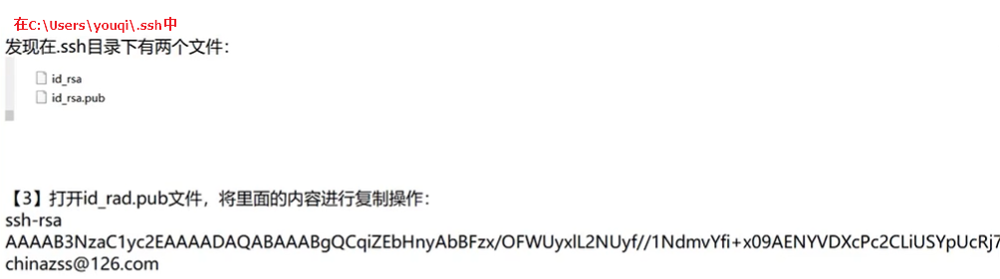 在C:\Users\youqi\.ssh中
发现在.ssh目录下有两个文件：
id_rsa
id_rsa.pub
【3】打开id_rad.pub文件，将里面的内容进行复制操作：
ssh-rsa
AAAAB3NzaC1yc2EAAAADAQABAAABgQCqiZEbHnyAbBFzx/OFWUyxlL2NUyf//1NdmvYfi+x09AENYVDXcPc2CLiUSYpUcRj7
chinazss@126.com